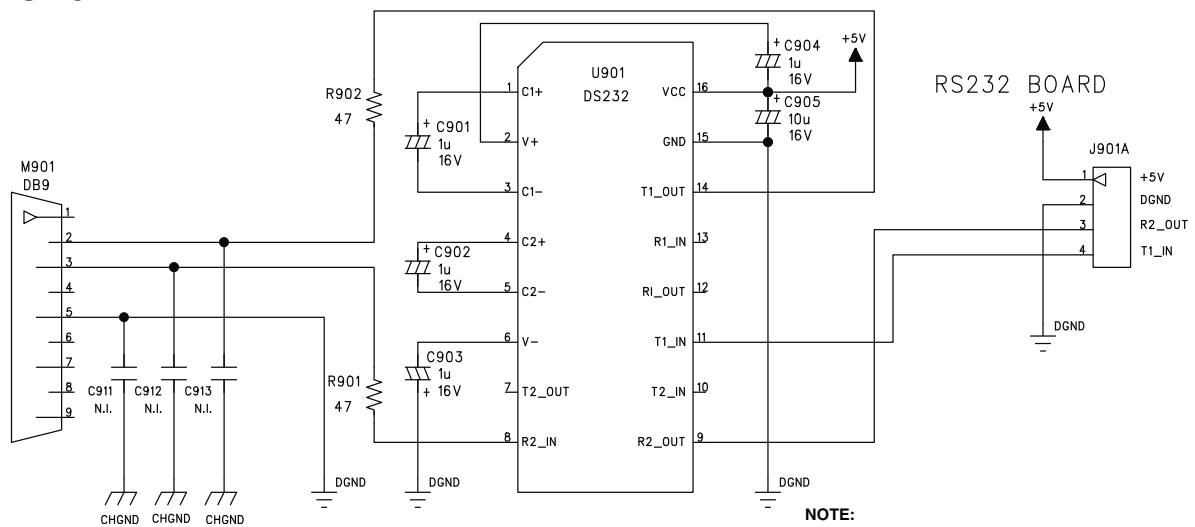 RS232 BOARD
M901
DB9
1
2
3
4
5
6
7
8
9
C911
N.I.
C912
N.I.
C913
N.I.
CHGND
CHGND
CHGND
DGND
R902
47
R901
47
+ C901
1u
16V
+ C902
1u
16V
C903
1u
+ 16V
DGND
U901
DS232
1 C1+
2 V+
3 C1-
4 C2+
5 C2-
6 V-
7 T2_OUT
8 R2_IN
VCC 16
GND 15
T1_OUT 14
R1_IN 13
RI_OUT 12
T1_IN 11
T2_IN 10
R2_OUT 9
+ C904
1u
16V
+ C905
10u
16V
+5V
DGND
+5V
J901A
1 +5V
2 DGND
3 R2_OUT
4 T1_IN
DGND
NOTE: